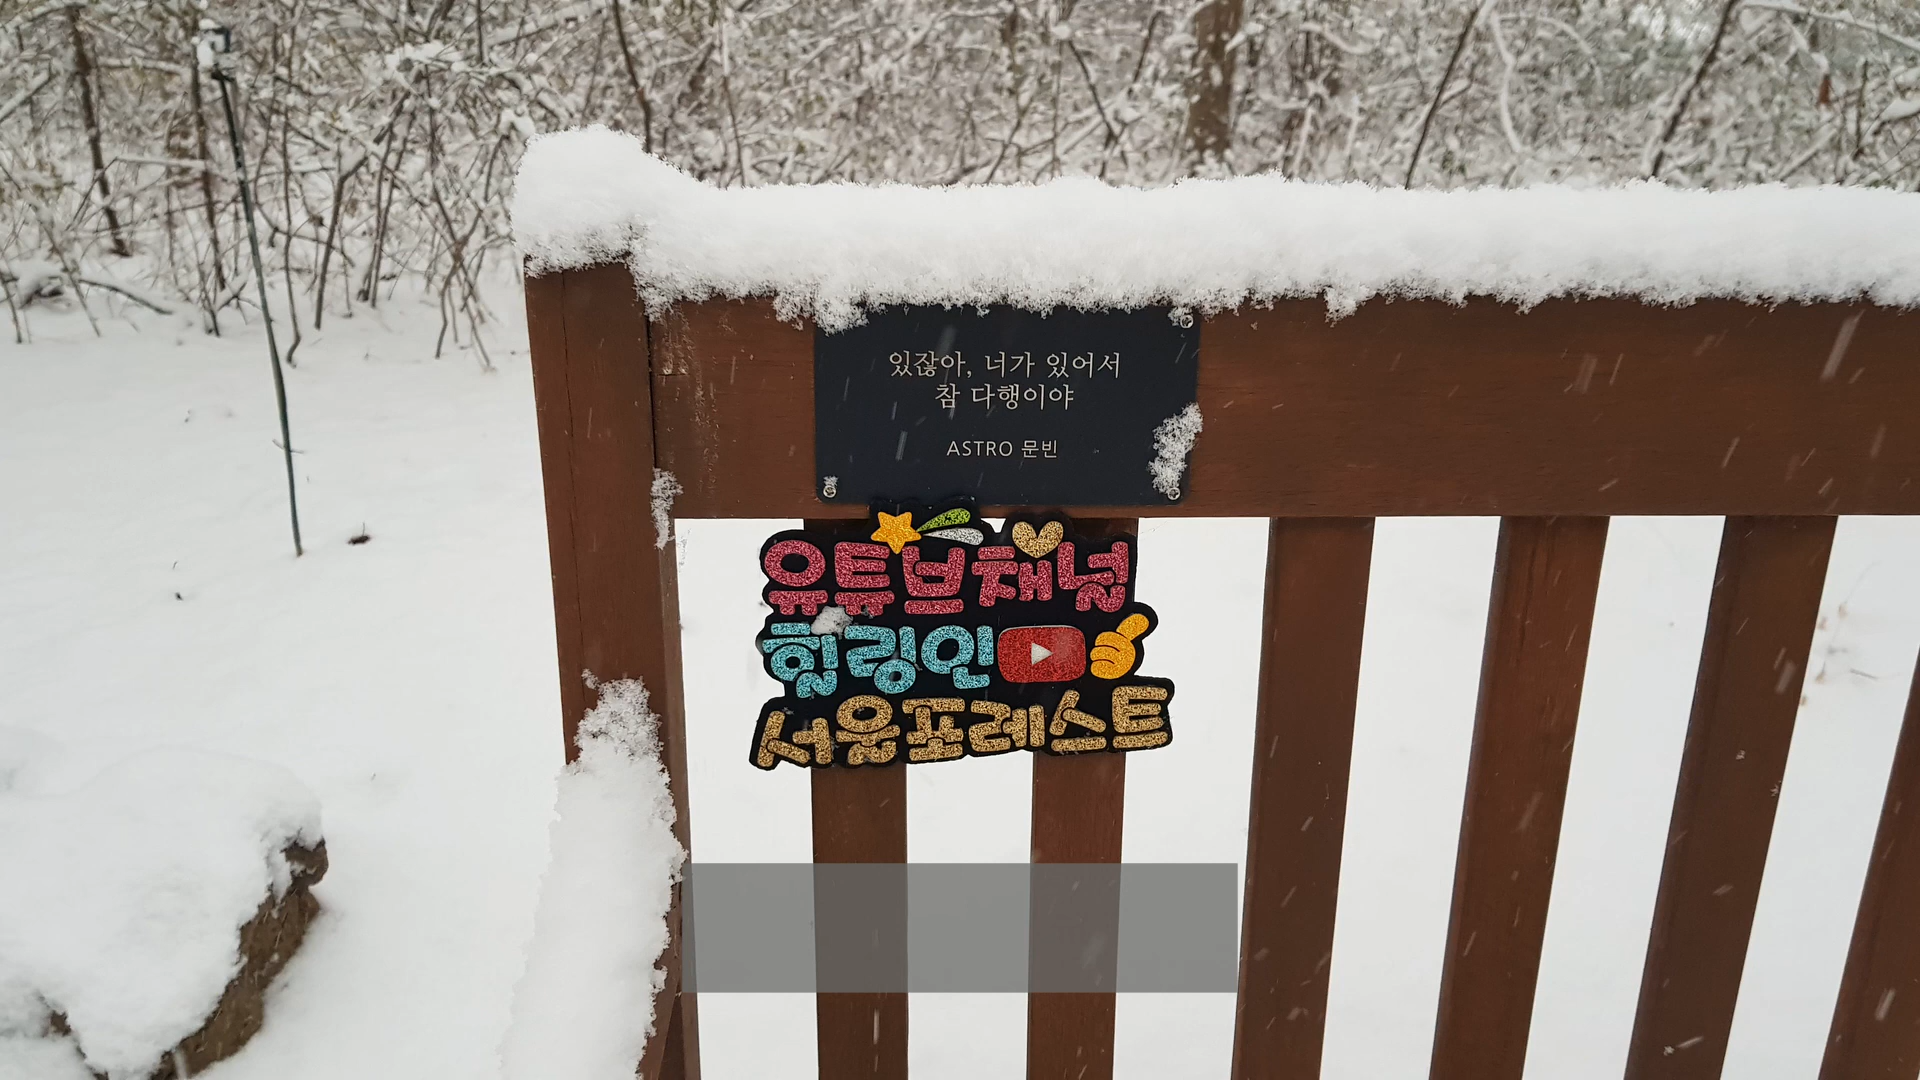 있잖아, 너가 있어서
참 다행이야
ASTRO 문빈
유튜브채널
힐링인
서울포레스트